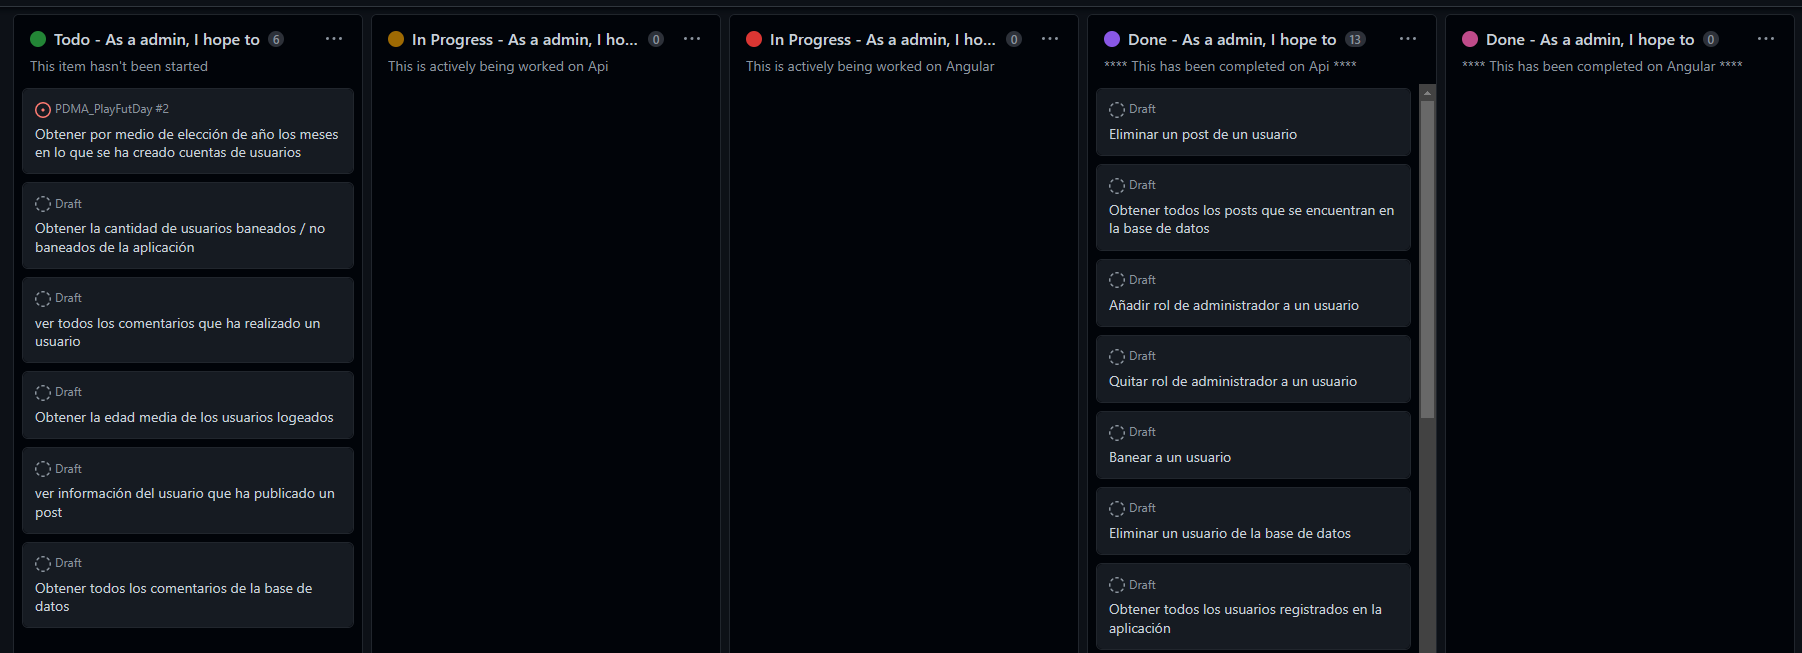 Todo - As a admin, I hope to 6
This item hasn't been started
PDMA_PlayFutDay #2
Obtener por medio de elección de año los meses
en lo que se ha creado cuentas de usuarios
Draft
Obtener la cantidad de usuarios baneados / no
baneados de la aplicación
Draft
ver todos los comentarios que ha realizado un
usuario
Draft
Obtener la edad media de los usuarios logeados
Draft
ver información del usuario que ha publicado un
post
Draft
Obtener todos los comentarios de la base de
datos
In Progress - As a admin, I ho... 0
This is actively being worked on Api
In Progress - As a admin, I ho... 0
This is actively being worked on Angular
Done - As a admin, I hope to 13
**** This has been completed on Api ****
Draft
Eliminar un post de un usuario
Draft
Obtener todos los posts que se encuentran en
la base de datos
Draft
Añadir rol de administrador a un usuario
Draft
Quitar rol de administrador a un usuario
Draft
Banear a un usuario
Draft
Eliminar un usuario de la base de datos
Draft
Obtener todos los usuarios registrados en la
aplicación
Done - As a admin, I hope to 0
**** This has been completed on Angular ****